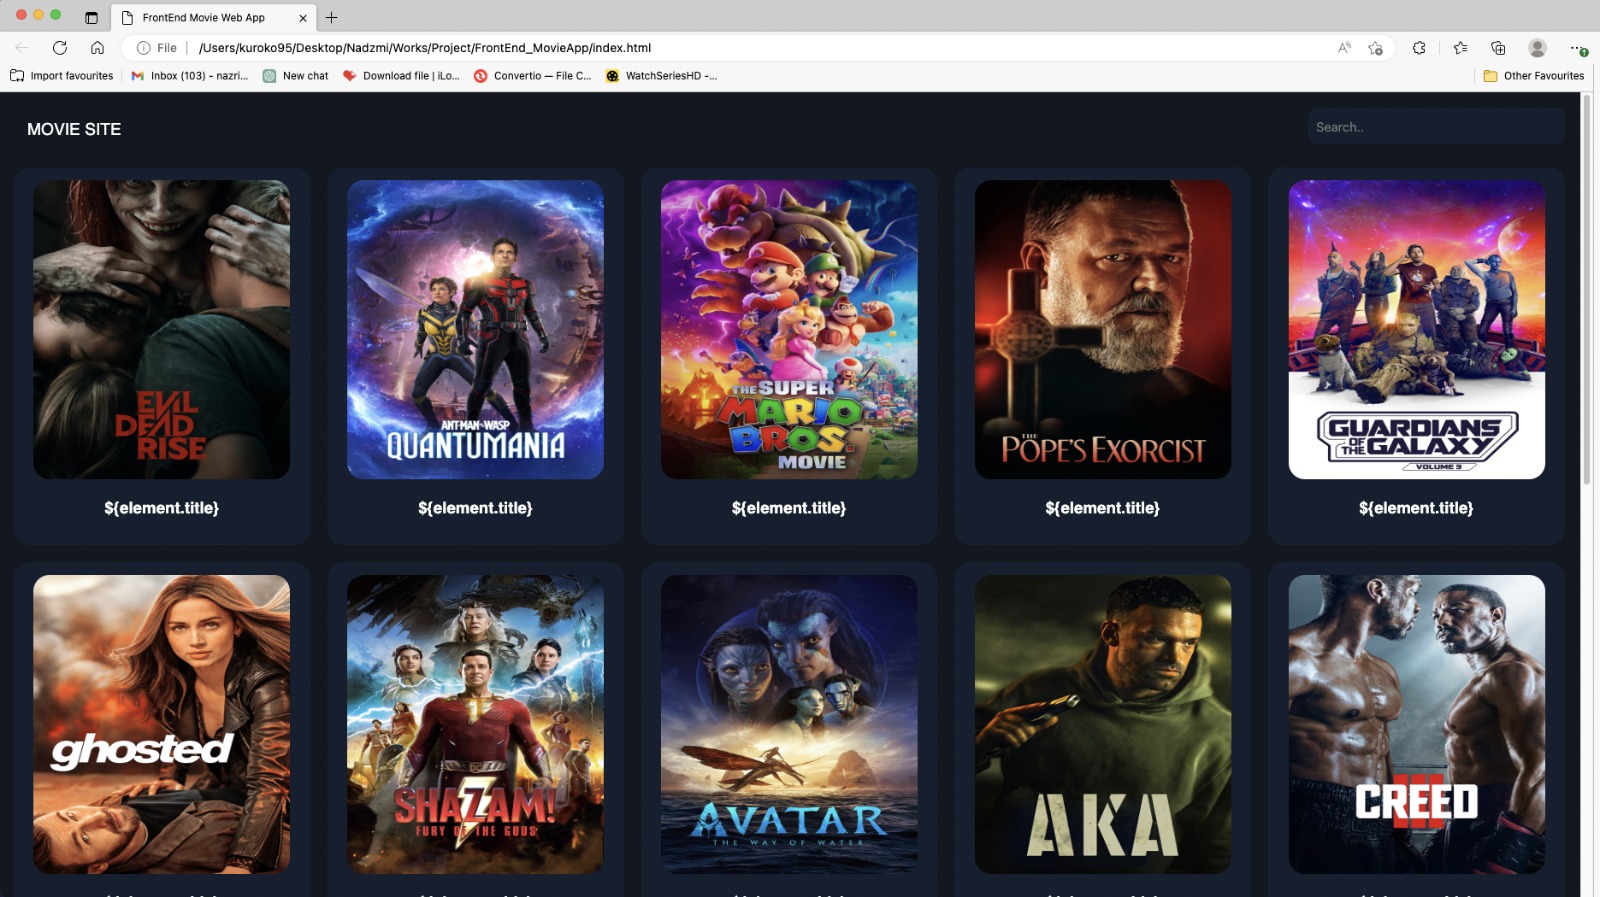 FrontEnd Movie Web App
File
/Users/kuroko95/Desktop/Nadzmi/Works/Project/FrontEnd_MovieApp/index.html
Import favourites
Inbox (103) - nazri...
New chat
Download file | iLo...
Convertio — File C...
WatchSeriesHD -...
Other Favourites
MOVIE SITE
Search..
EVIL
DEAD
RISE
ANT-MAN AND THE WASP
QUANTUMANIA
THE SUPER
MARIO
BROS.
MOVIE
THE
POPE'S EXORCIST
GUARDIANS
OF THE GALAXY
VOLUME 3
${element.title}
${element.title}
${element.title}
${element.title}
${element.title}
ghosted
SHAZAM!
FURY OF THE GODS
AVATAR
THE WAY OF WATER
AKA
CREED
III